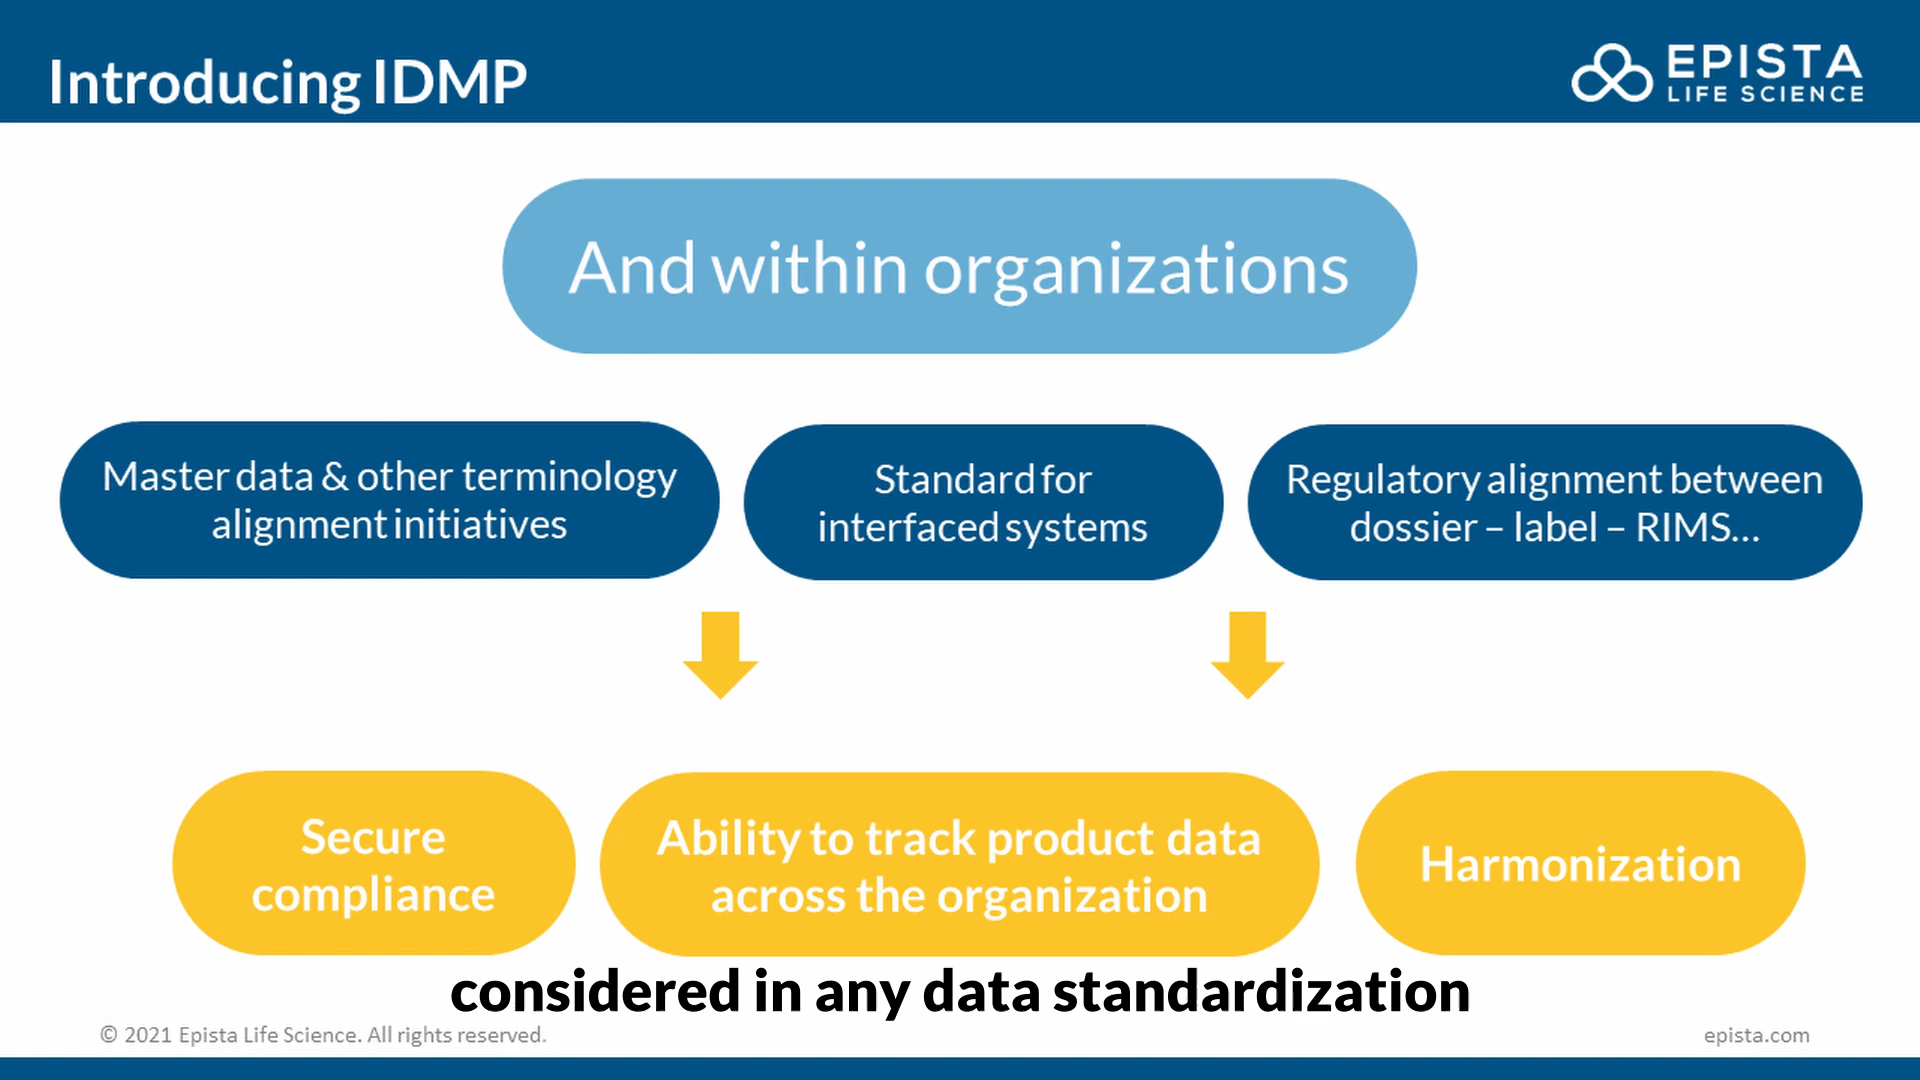 Introducing IDMP
EPISTA
LIFE SCIENCE
And within organizations
Master data & other terminology
alignment initiatives
Standard for
interfaced systems
Regulatory alignment between
dossier – label – RIMS...
Secure
compliance
Ability to track product data
across the organization
Harmonization
considered in any data standardization
© 2021 Epista Life Science. All rights reserved.
epista.com